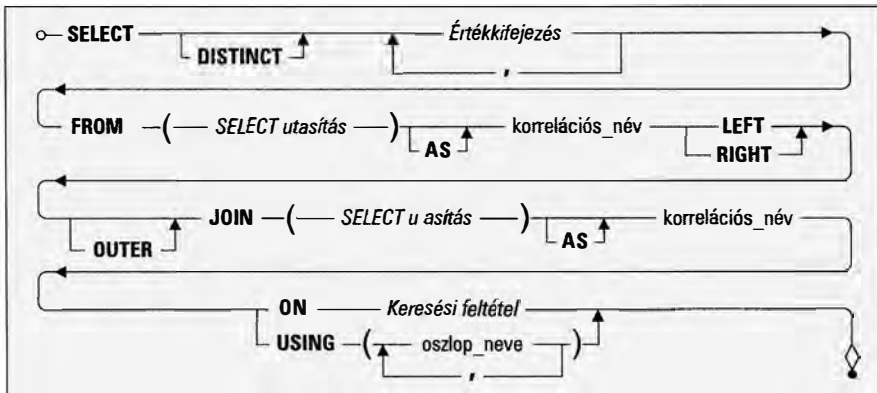 SELECT DISTINCT Értékkifejezés ,
FROM ( SELECT utasítás ) AS korrelációs_név LEFT RIGHT
OUTER JOIN ( SELECT u asítás ) AS korrelációs_név
ON Keresési feltétel
USING ( oszlop_neve , )